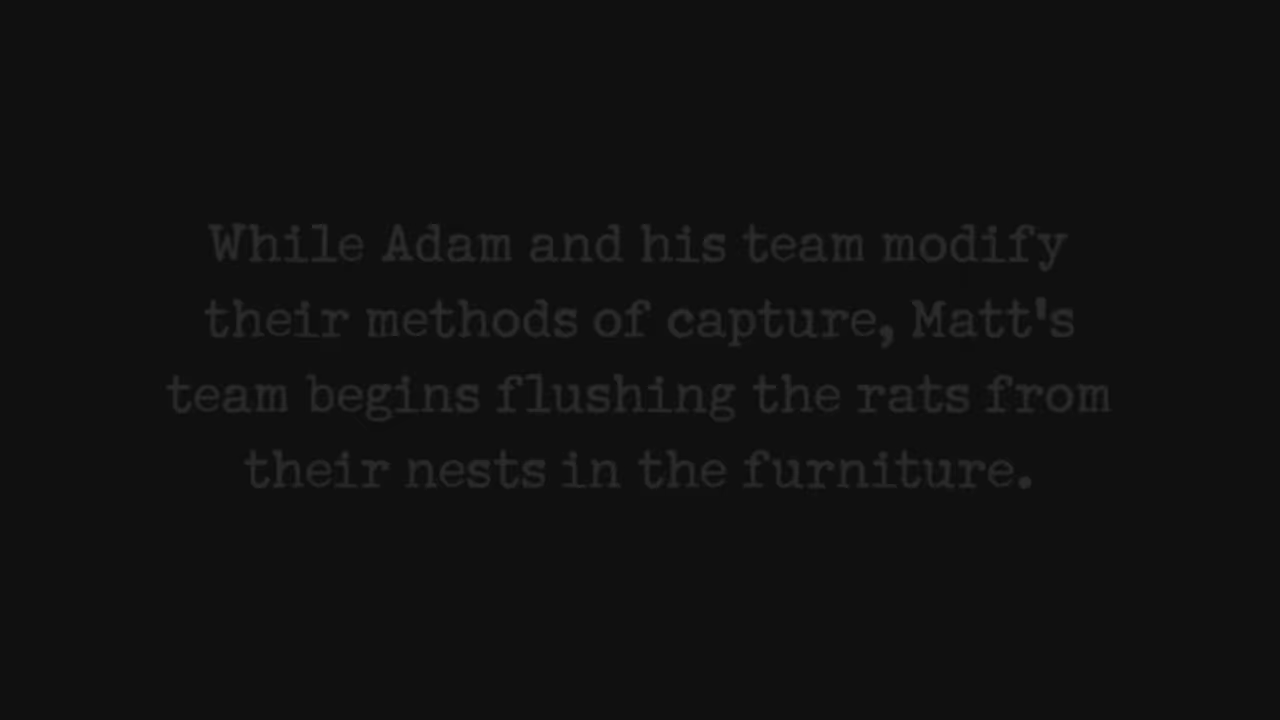 While Adam and his team modify
their methods of capture, Matt's
team begins flushing the rats from
their nests in the furniture.